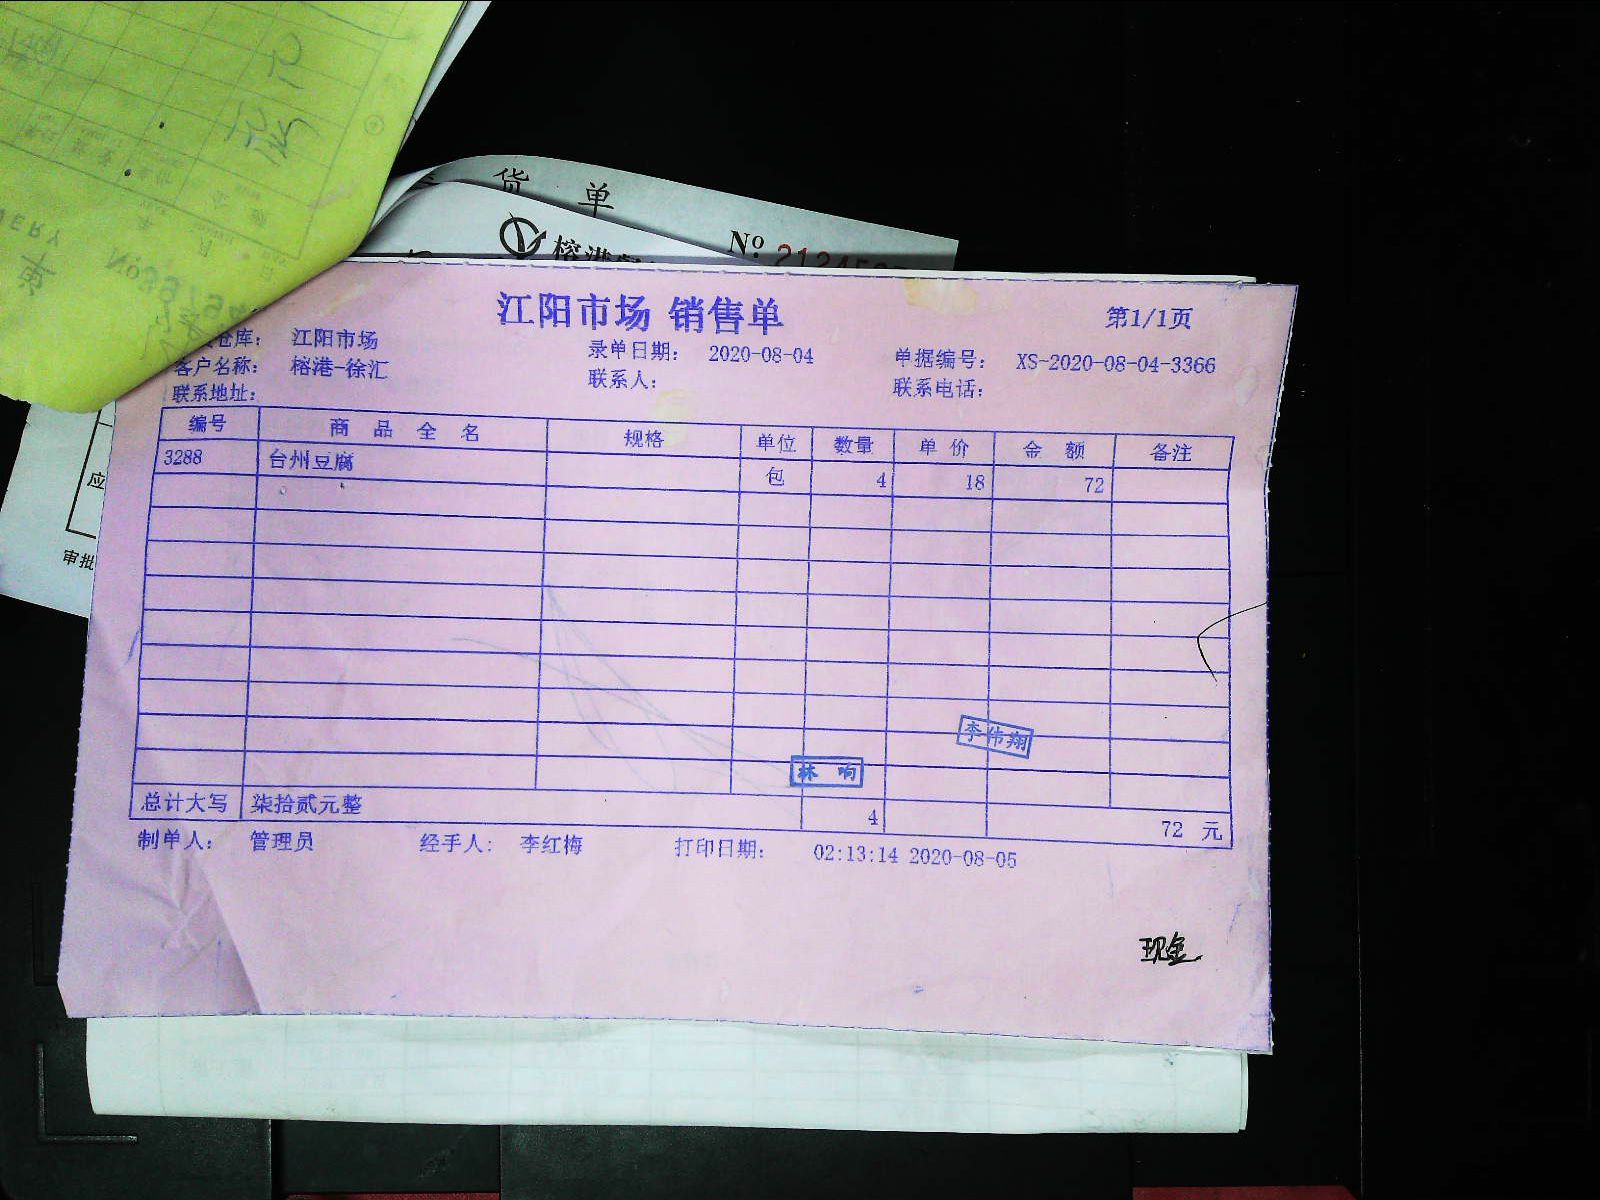 货 单
榕港
No. 212456
江阳市场 销售单
第1/1页
仓库: 江阳市场
录单日期: 2020-08-04
单据编号: XS-2020-08-04-3366
客户名称: 榕港-徐汇
联系人:
联系电话:
联系地址:
编号 商品全名 规格 单位 数量 单价 金额 备注
3288 台州豆腐 包 4 18 72
李伟翔
林响
总计大写 柒拾贰元整 4 72 元
制单人: 管理员 经手人: 李红梅 打印日期: 02:13:14 2020-08-05
现金
应
审批